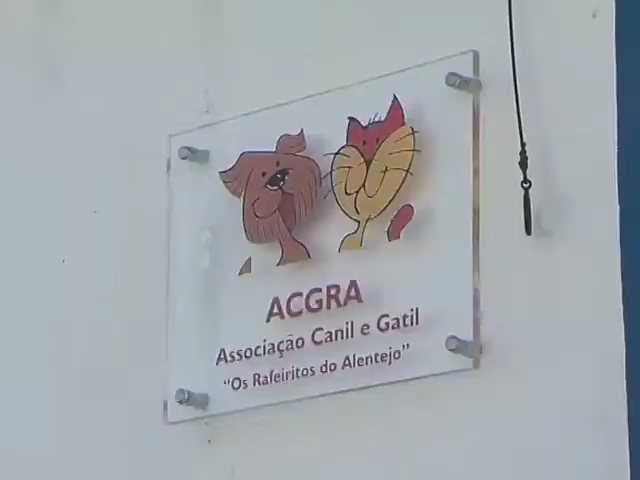 ACGRA
Associação Canil e Gatil
"Os Rafeiritos do Alentejo"